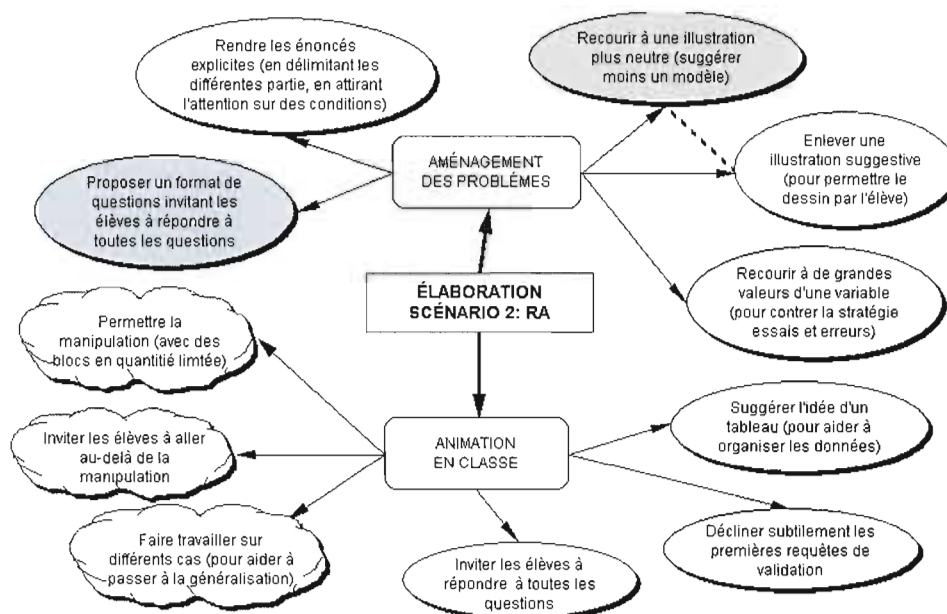 Rendre les énoncés
explicites (en délimitant les
différentes partie, en attirant
l'attention sur des conditions)
Recourir à une illustration
plus neutre (suggérer
moins un modèle)
AMÉNAGEMENT
DES PROBLÉMES
Enlever une
illustration suggestive
(pour permettre le
dessin par l'élève)
Proposer un format de
questions invitant les
élèves à répondre à
toutes les questions
Recourir à de grandes
valeurs d'une variable
(pour contrer la stratégie
essais et erreurs)
ÉLABORATION
SCÉNARIO 2: RA
Permettre la
manipulation (avec des
blocs en quantité limtée)
Suggérer l'idée d'un
tableau (pour aider à
organiser les données)
Inviter les élèves à aller
au-delà de la
manipulation
ANIMATION
EN CLASSE
Décliner subtilement les
premières requêtes de
validation
Faire travailler sur
différents cas (pour aider à
passer à la généralisation)
Inviter les élèves à
répondre à toutes les
questions